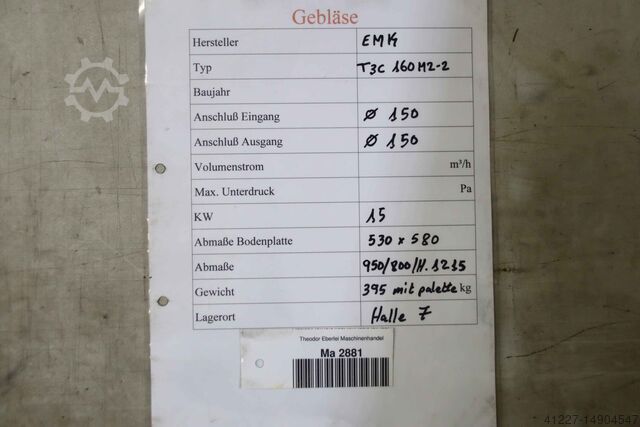 Gebläse
Hersteller EMK
Typ T3C 160M2-2
Baujahr
Anschluß Eingang ø 150
Anschluß Ausgang ø 150
Volumenstrom m³/h
Max. Unterdruck Pa
KW 15
Abmaße Bodenplatte 530 x 580
Abmaße 950/800/H. 1215
Gewicht 395 mit palette kg
Lagerort Halle 7
Theodor Eberlei Maschinenhandel
Ma 2881
41227-14904547